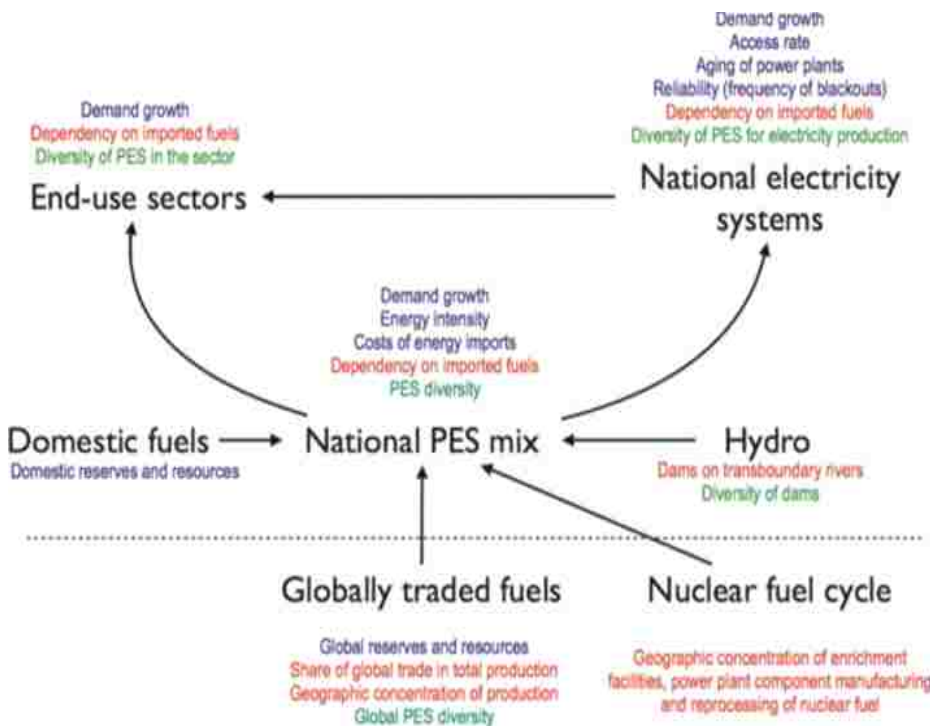 Demand growth
Access rate
Aging of power plants
Reliability (frequency of blackouts)
Dependency on imported fuels
Diversity of PES for electricity production
National electricity
systems
Demand growth
Dependency on imported fuels
Diversity of PES in the sector
End-use sectors
Demand growth
Energy intensity
Costs of energy imports
Dependency on imported fuels
PES diversity
Domestic fuels
Domestic reserves and resources
National PES mix
Hydro
Dams on transboundary rivers
Diversity of dams
Globally traded fuels
Global reserves and resources
Share of global trade in total production
Geographic concentration of production
Global PES diversity
Nuclear fuel cycle
Geographic concentration of enrichment
facilities, power plant component manufacturing
and reprocessing of nuclear fuel